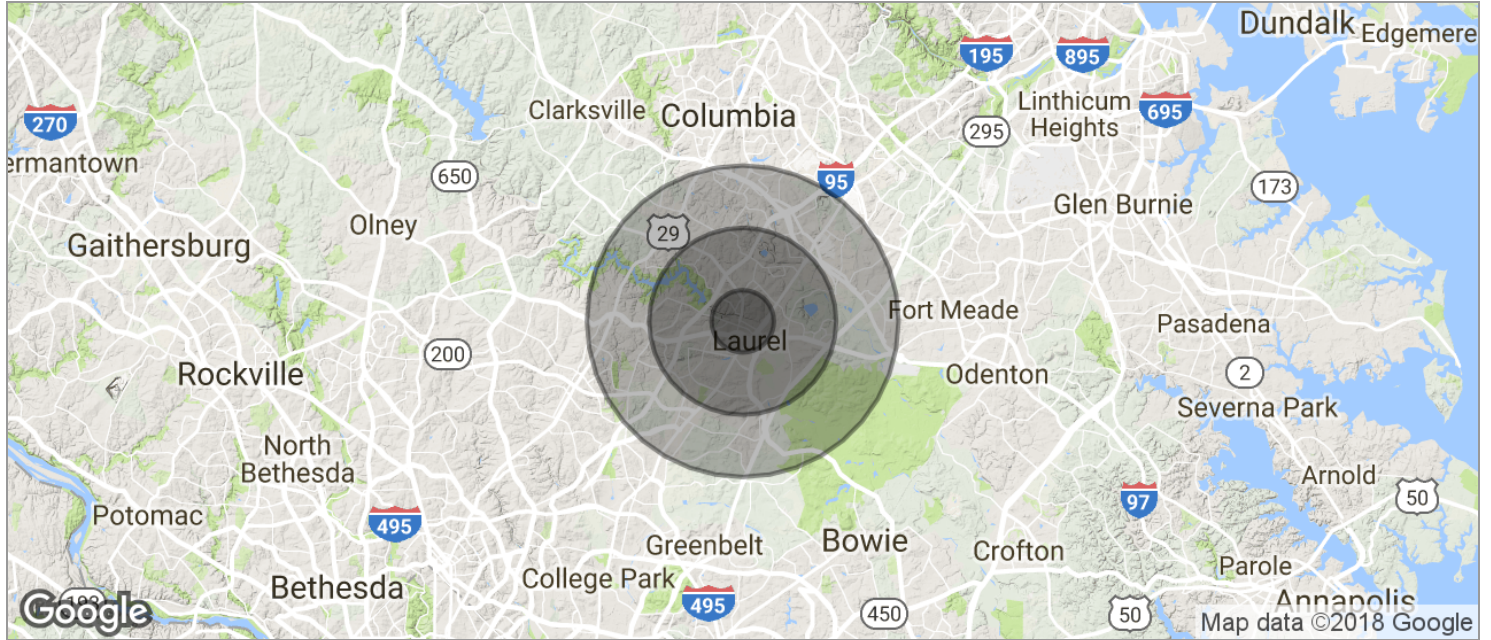 Dundalk
Edgemere
195
895
Clarksville
Columbia
Linthicum
Heights
695
270
295
ermantown
650
95
173
Olney
Glen Burnie
29
Gaithersburg
Fort Meade
Pasadena
Laurel
200
Rockville
Odenton
2
Severna Park
North
Bethesda
Arnold
50
97
Potomac
495
Greenbelt
Bowie
Crofton
Parole
College Park
Bethesda
495
450
50
Annapolis
Google
Map data ©2018 Google